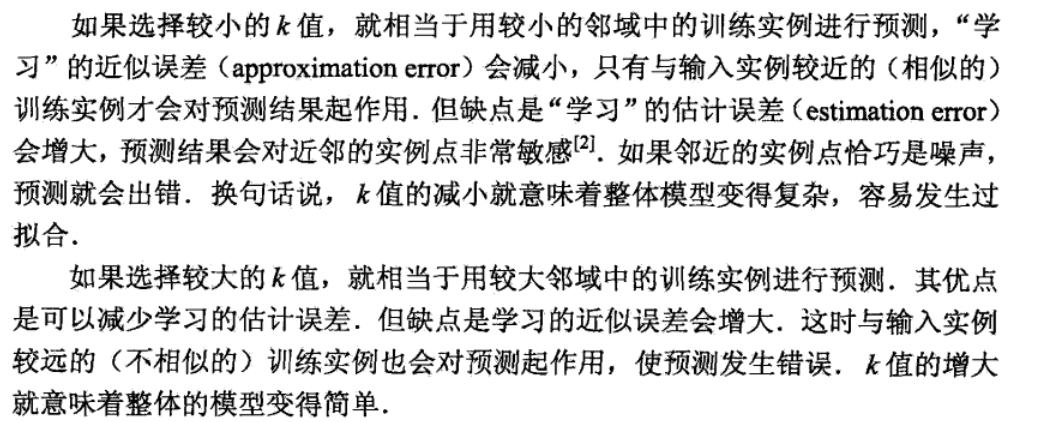 如果选择较小的 k 值，就相当于用较小的邻域中的训练实例进行预测，“学
习”的近似误差（approximation error）会减小，只有与输入实例较近的（相似的）
训练实例才会对预测结果起作用．但缺点是“学习”的估计误差（estimation error）
会增大，预测结果会对近邻的实例点非常敏感[2]．如果邻近的实例点恰巧是噪声，
预测就会出错．换句话说，k 值的减小就意味着整体模型变得复杂，容易发生过
拟合．
如果选择较大的 k 值，就相当于用较大邻域中的训练实例进行预测．其优点
是可以减少学习的估计误差．但缺点是学习的近似误差会增大．这时与输入实例
较远的（不相似的）训练实例也会对预测起作用，使预测发生错误．k 值的增大
就意味着整体的模型变得简单．